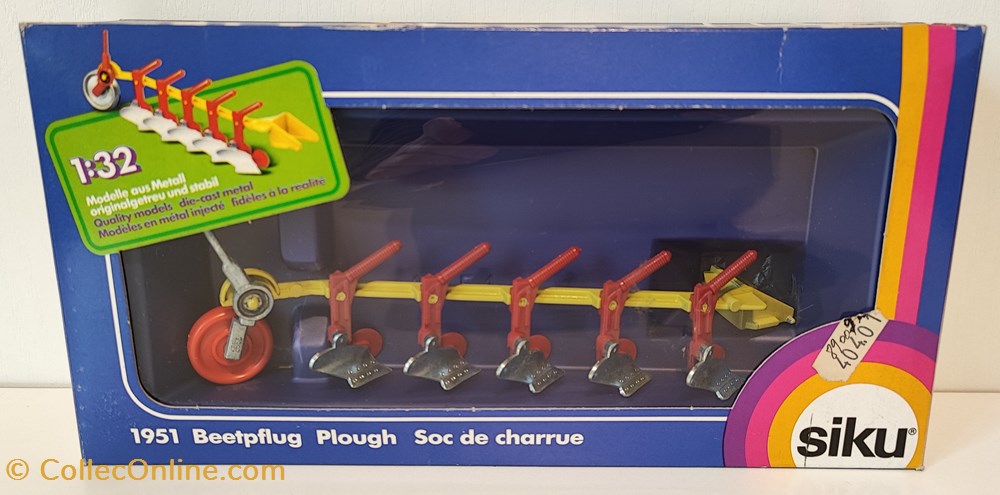 1:32
Modelle aus Metall
originalgetreu und stabil
Quality models die-cast metal
Modèles en métal injecté fidèles à la réalité
1951 Beetpflug Plough Soc de charrue
siku®
© CollecOnline.com